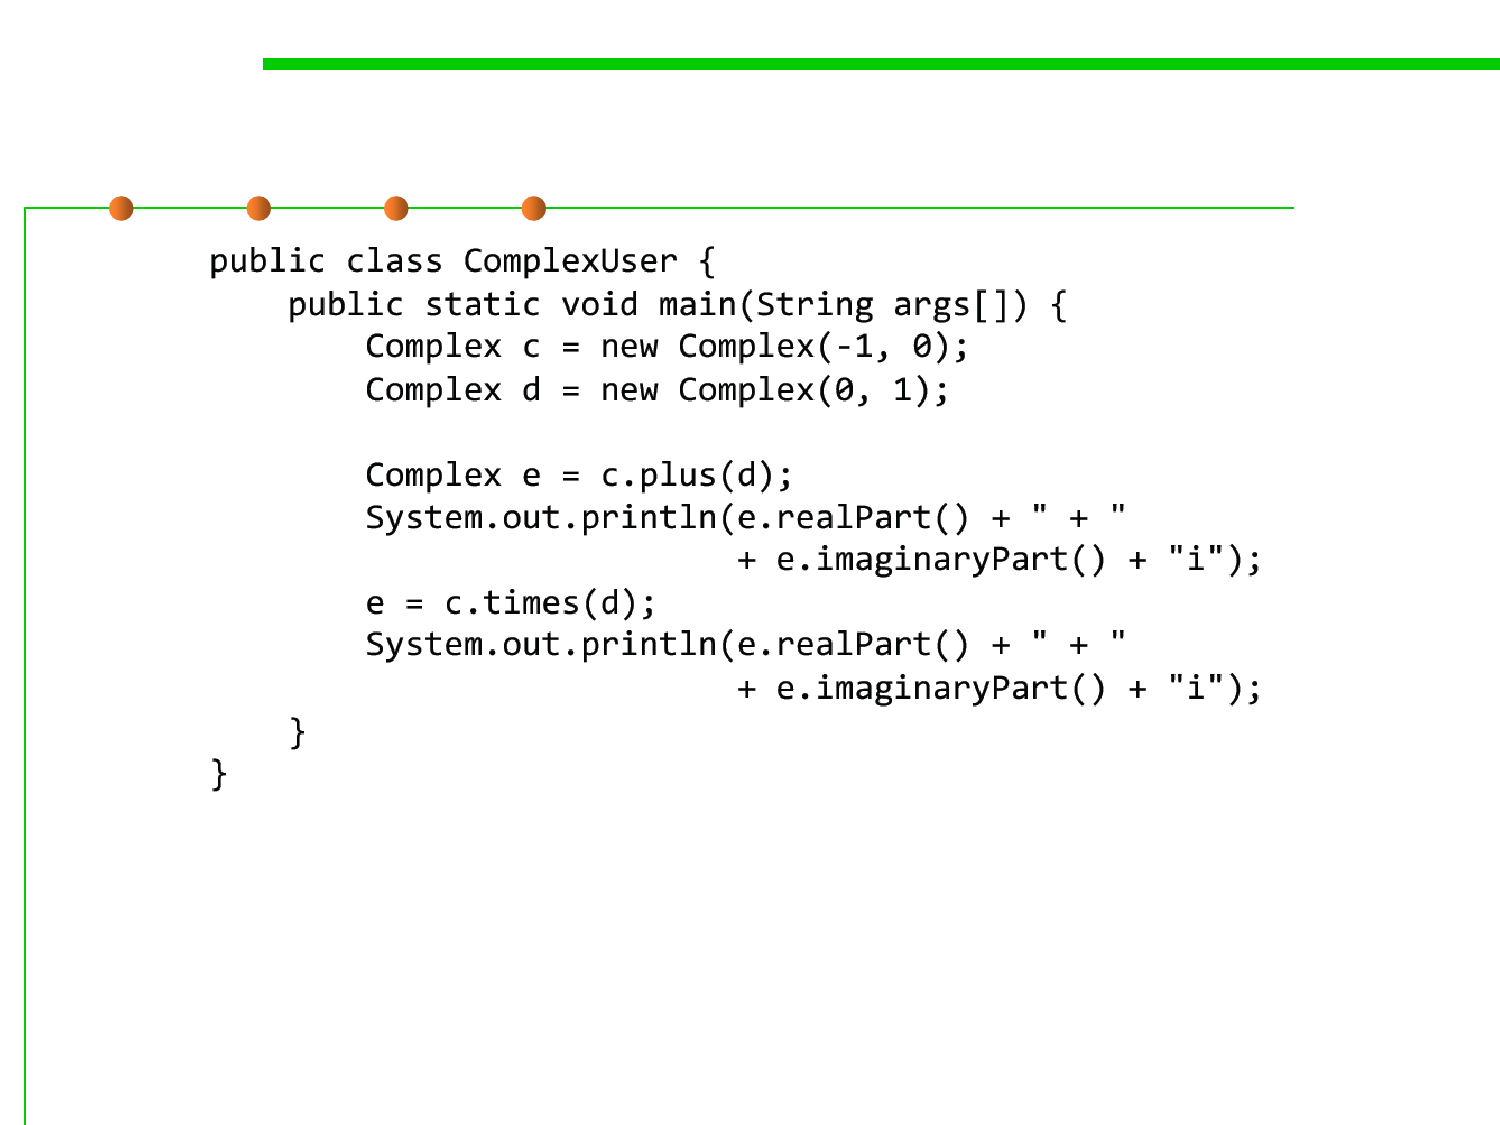 public class ComplexUser {
    public static void main(String args[]) {
        Complex c = new Complex(-1, 0);
        Complex d = new Complex(0, 1);

        Complex e = c.plus(d);
        System.out.println(e.realPart() + " + "
                           + e.imaginaryPart() + "i");
        e = c.times(d);
        System.out.println(e.realPart() + " + "
                           + e.imaginaryPart() + "i");
    }
}